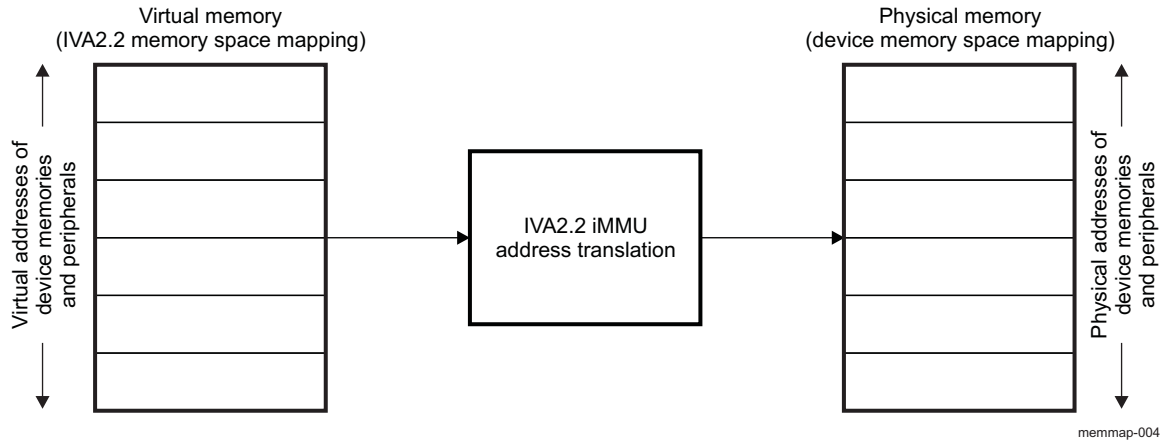 Virtual memory
(IVA2.2 memory space mapping)
Physical memory
(device memory space mapping)
Virtual addresses of
device memories
and peripherals
IVA2.2 iMMU
address translation
Physical addresses of
device memories
and peripherals
memmap-004